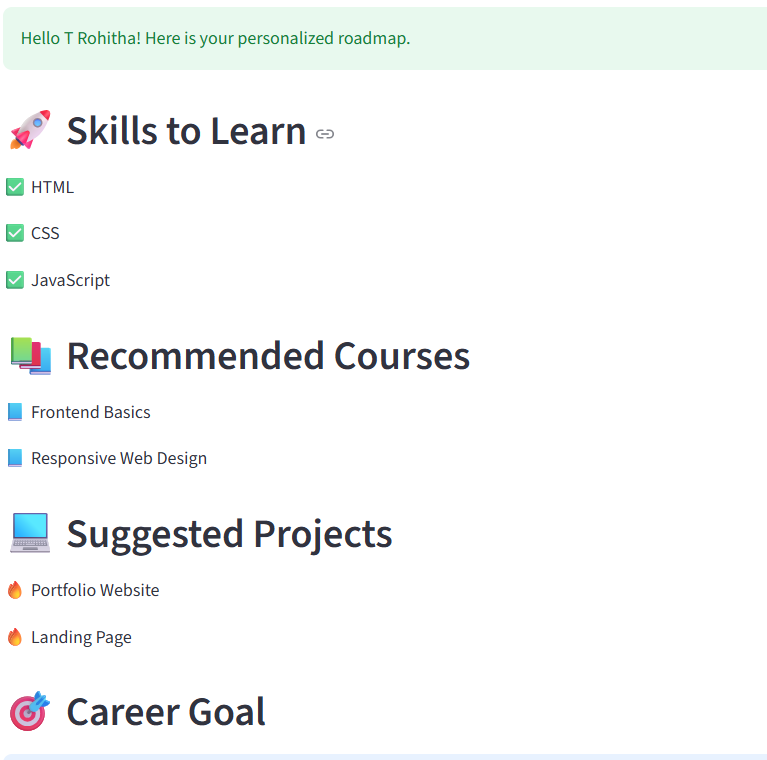 Hello T Rohitha! Here is your personalized roadmap.
🚀 Skills to Learn
✅ HTML
✅ CSS
✅ JavaScript
📚 Recommended Courses
📘 Frontend Basics
📘 Responsive Web Design
💻 Suggested Projects
🔥 Portfolio Website
🔥 Landing Page
🎯 Career Goal